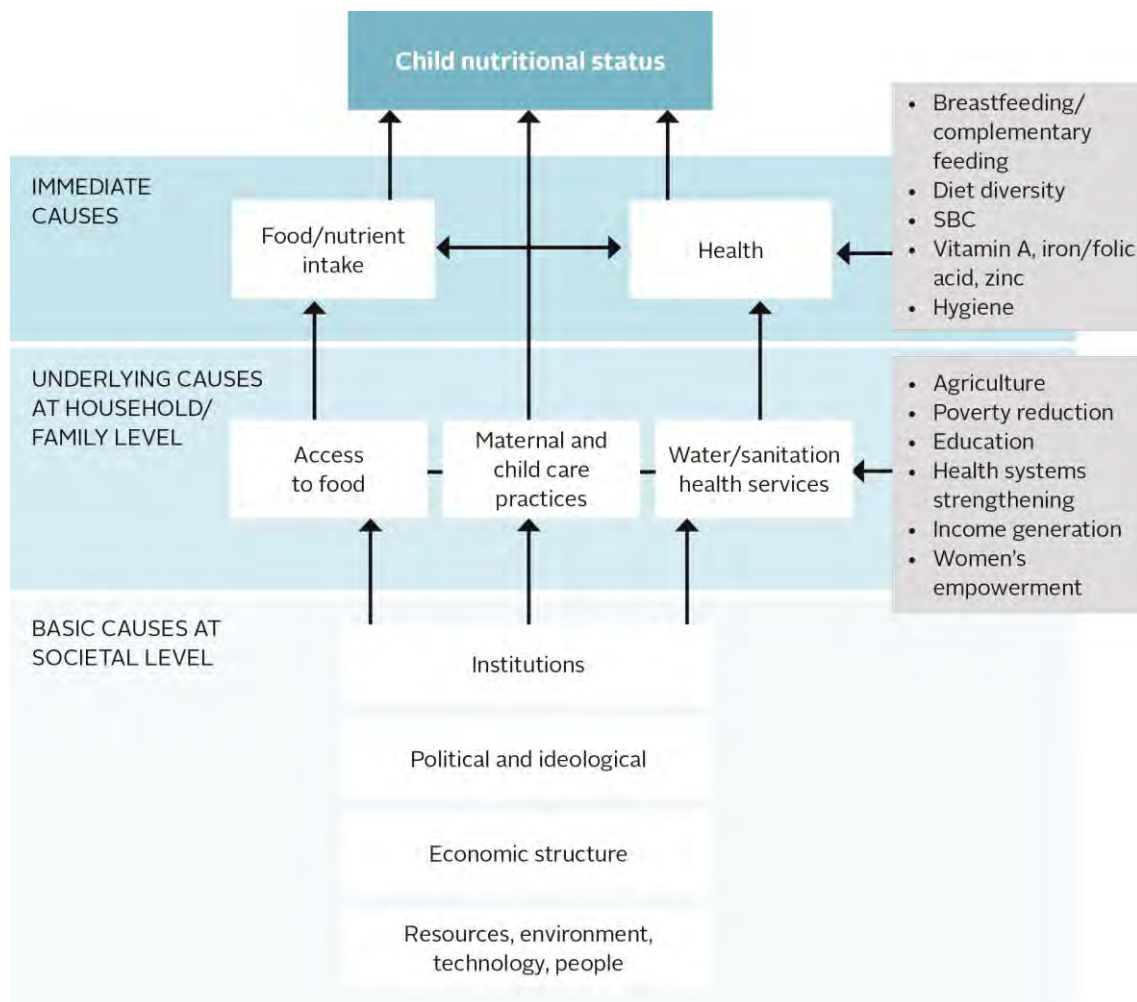 Child nutritional status
IMMEDIATE
CAUSES
Food/nutrient
intake
Health
• Breastfeeding/
complementary
feeding
• Diet diversity
• SBC
• Vitamin A, iron/folic
acid, zinc
• Hygiene
UNDERLYING CAUSES
AT HOUSEHOLD/
FAMILY LEVEL
Access
to food
Maternal and
child care
practices
Water/sanitation
health services
• Agriculture
• Poverty reduction
• Education
• Health systems
strengthening
• Income generation
• Women's
empowerment
BASIC CAUSES AT
SOCIETAL LEVEL
Institutions
Political and ideological
Economic structure
Resources, environment,
technology, people